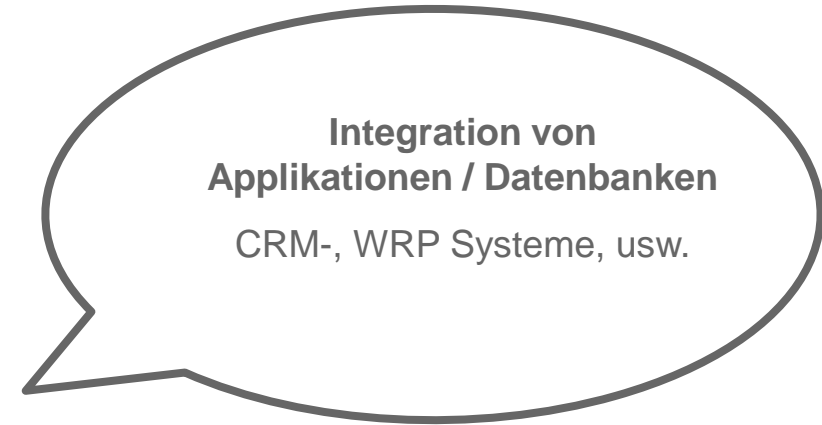 Integration von
Applikationen / Datenbanken
CRM-, WRP Systeme, usw.